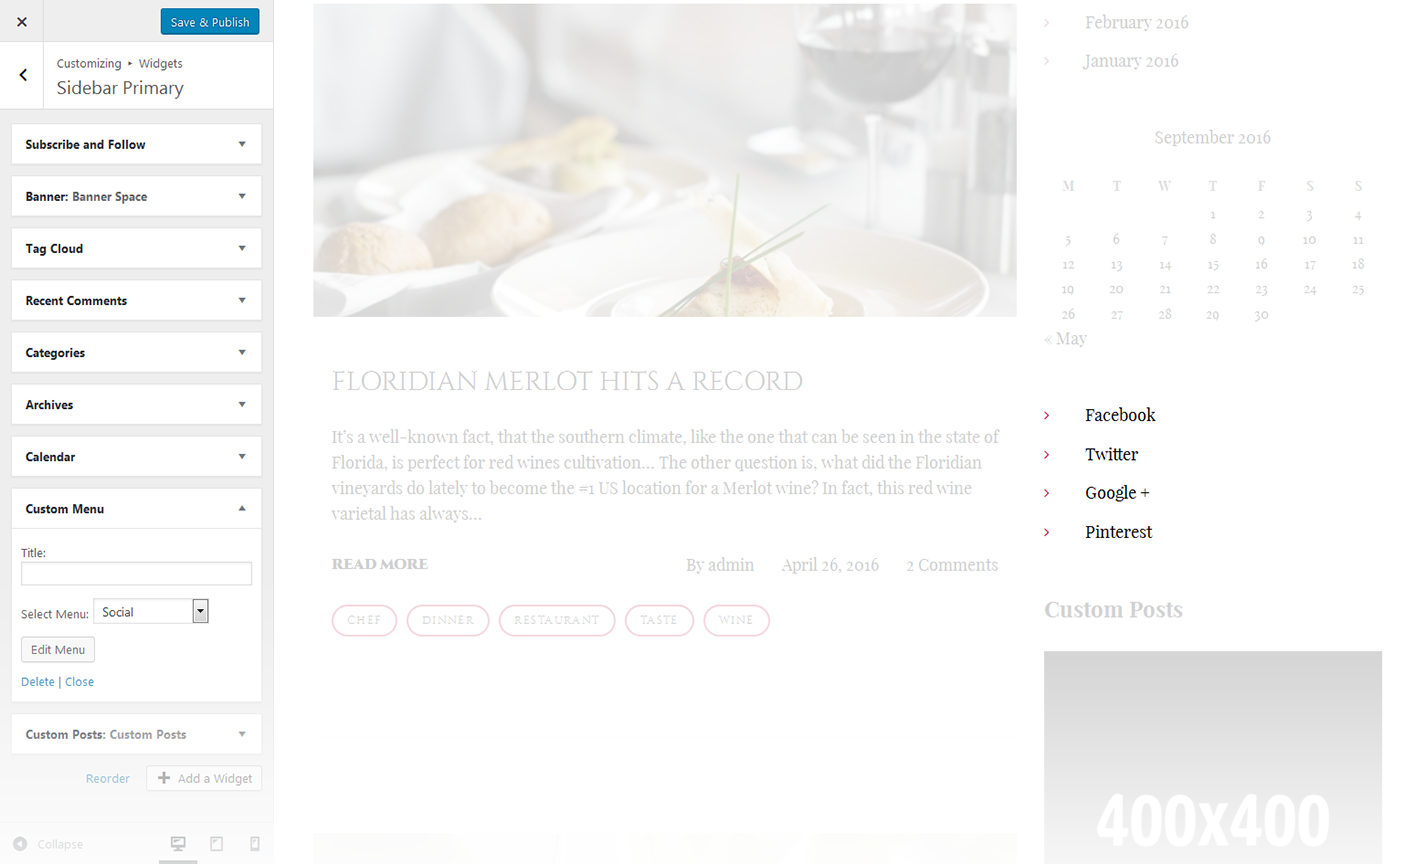 Save & Publish
Customizing ▸ Widgets
Sidebar Primary
Subscribe and Follow
Banner: Banner Space
Tag Cloud
Recent Comments
Categories
Archives
Calendar
Custom Menu
Title:
Select Menu: Social
Edit Menu
Delete | Close
Custom Posts: Custom Posts
Reorder
Add a Widget
Collapse
FLORIDIAN MERLOT HITS A RECORD
It's a well-known fact, that the southern climate, like the one that can be seen in the state of
Florida, is perfect for red wines cultivation... The other question is, what did the Floridian
vineyards do lately to become the #1 US location for a Merlot wine? In fact, this red wine
varietal has always...
READ MORE By admin April 26, 2016 2 Comments
CHEF DINNER RESTAURANT TASTE WINE
February 2016
January 2016
September 2016
M T W T F S S
1 2 3 4
5 6 7 8 9 10 11
12 13 14 15 16 17 18
19 20 21 22 23 24 25
26 27 28 29 30
« May
Facebook
Twitter
Google +
Pinterest
Custom Posts
400x400